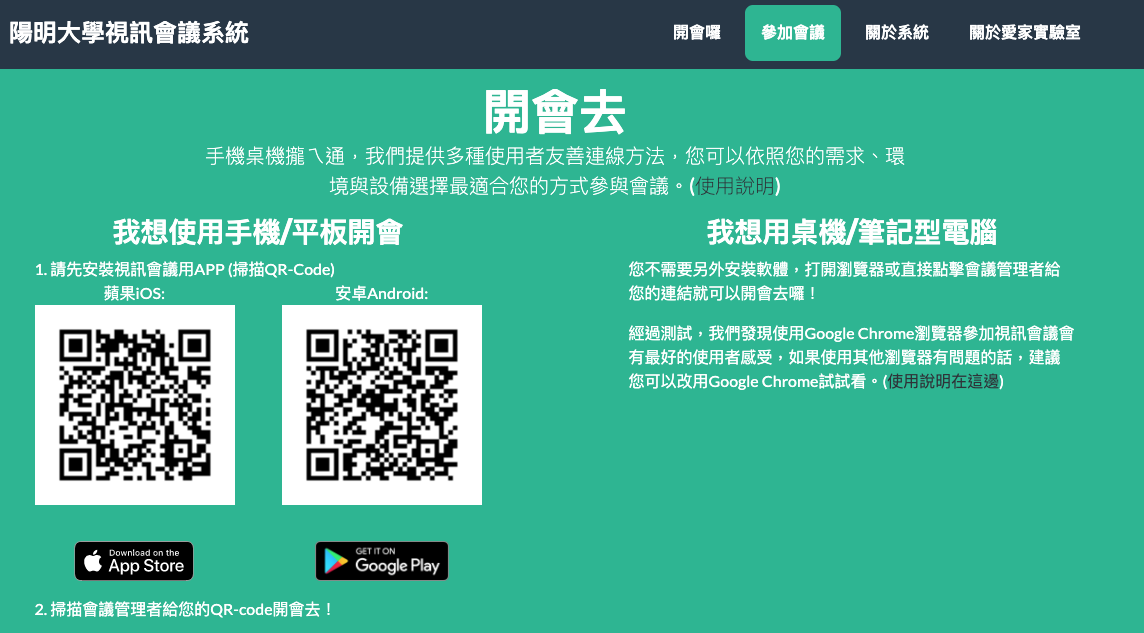 陽明大學視訊會議系統
開會囉
參加會議
關於系統
關於愛家實驗室
開會去
手機桌機攏ㄟ通，我們提供多種使用者友善連線方法，您可以依照您的需求、環
境與設備選擇最適合您的方式參與會議。(使用說明)
我想使用手機/平板開會
1. 請先安裝視訊會議用APP (掃描QR-Code)
蘋果iOS:
安卓Android:
Download on the
App Store
GET IT ON
Google Play
2. 掃描會議管理者給您的QR-code開會去！
我想用桌機/筆記型電腦
您不需要另外安裝軟體，打開瀏覽器或直接點擊會議管理者給
您的連結就可以開會去囉！
經過測試，我們發現使用Google Chrome瀏覽器參加視訊會議會
有最好的使用者感受，如果使用其他瀏覽器有問題的話，建議
您可以改用Google Chrome試試看。(使用說明在這邊)